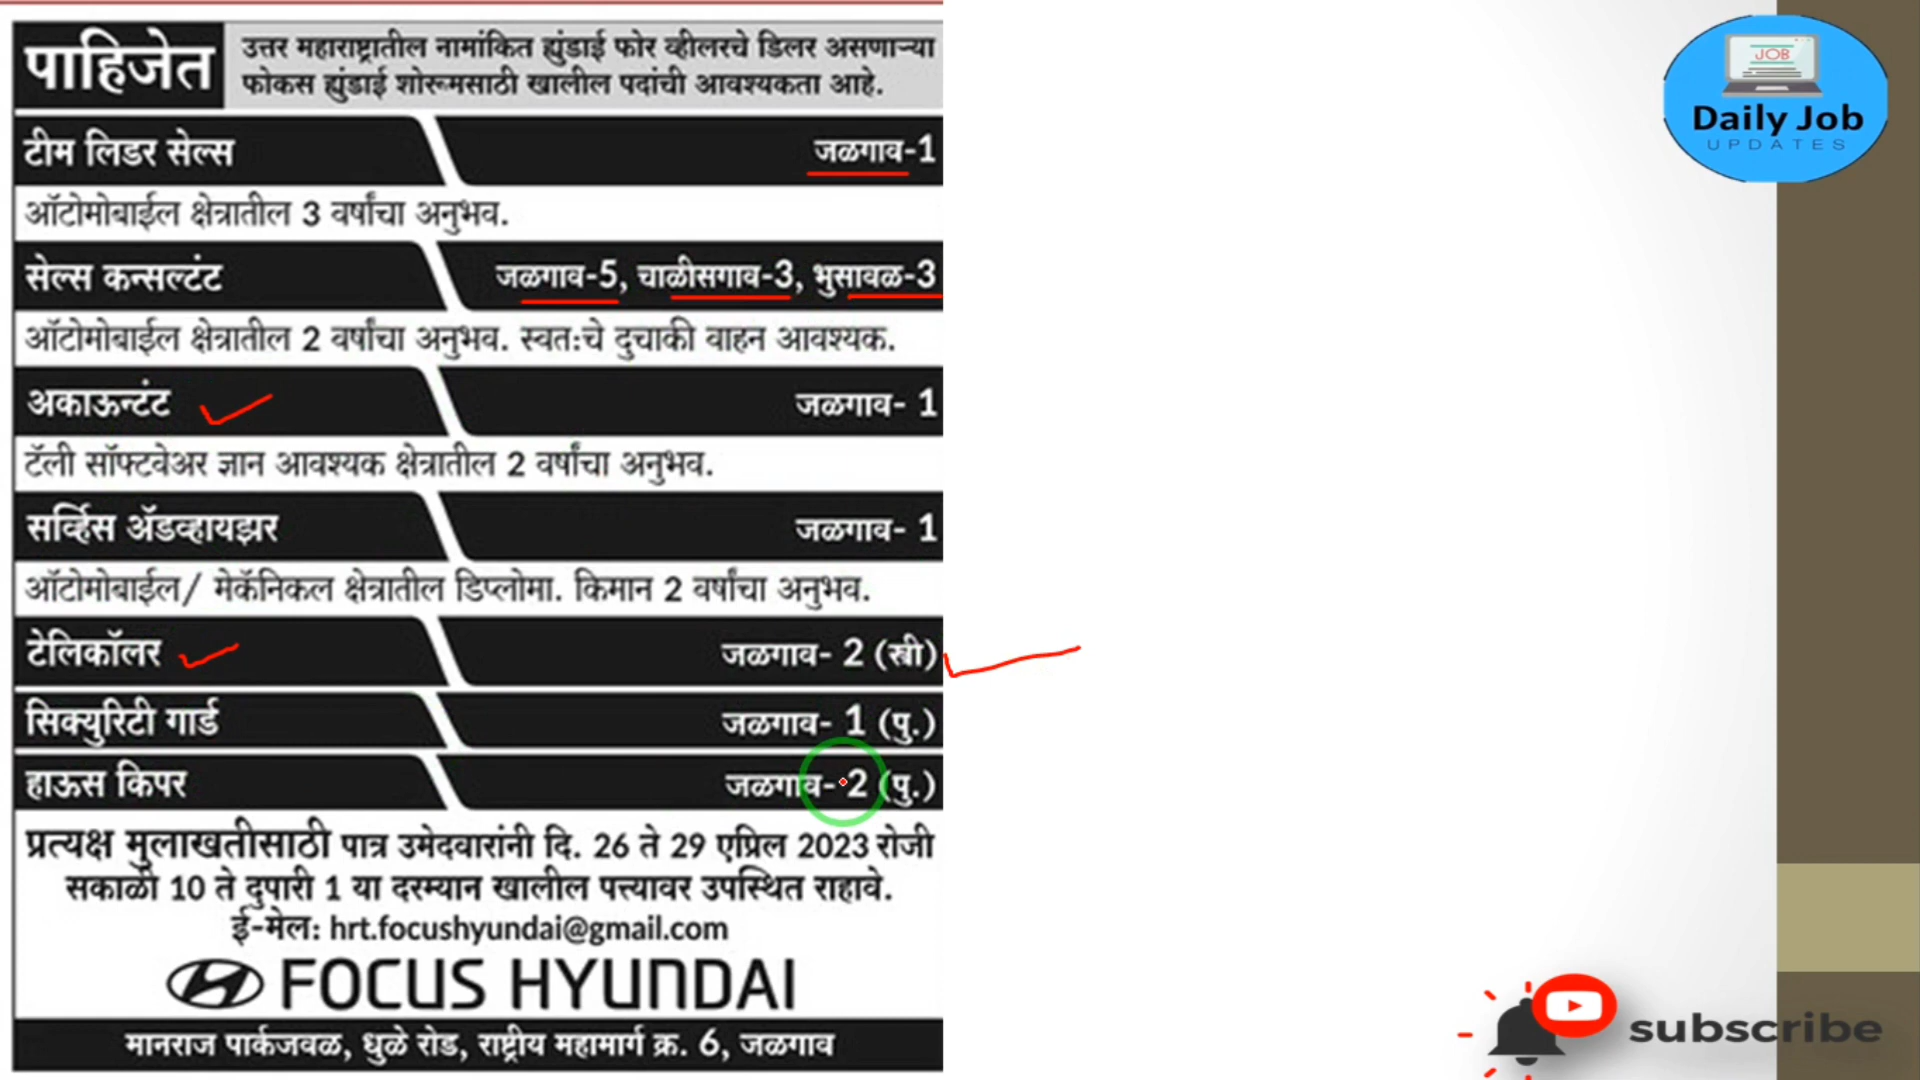 पाहिजेत
उत्तर महाराष्ट्रातील नामांकित ह्युंडाई फोर व्हीलरचे डिलर असणाऱ्या
फोकस ह्युंडाई शोरूमसाठी खालील पदांची आवश्यकता आहे.
टीम लिडर सेल्स जळगाव-1
ऑटोमोबाईल क्षेत्रातील 3 वर्षांचा अनुभव.
सेल्स कन्सल्टंट जळगाव-5, चाळीसगाव-3, भुसावळ-3
ऑटोमोबाईल क्षेत्रातील 2 वर्षांचा अनुभव. स्वतःचे दुचाकी वाहन आवश्यक.
अकाऊन्टंट जळगाव- 1
टॅली सॉफ्टवेअर ज्ञान आवश्यक क्षेत्रातील 2 वर्षांचा अनुभव.
सर्व्हिस ॲडव्हायझर जळगाव- 1
ऑटोमोबाईल/ मेकॅनिकल क्षेत्रातील डिप्लोमा. किमान 2 वर्षांचा अनुभव.
टेलिकॉलर जळगाव- 2 (स्त्री)
सिक्युरिटी गार्ड जळगाव- 1 (पु.)
हाऊस किपर जळगाव- 2 (पु.)
प्रत्यक्ष मुलाखतीसाठी पात्र उमेदवारांनी दि. 26 ते 29 एप्रिल 2023 रोजी
सकाळी 10 ते दुपारी 1 या दरम्यान खालील पत्त्यावर उपस्थित राहावे.
ई-मेल: hrt.focushyundai@gmail.com
FOCUS HYUNDAI
मानराज पार्कजवळ, धुळे रोड, राष्ट्रीय महामार्ग क्र. 6, जळगाव
JOB
Daily Job
UPDATES
subscribe